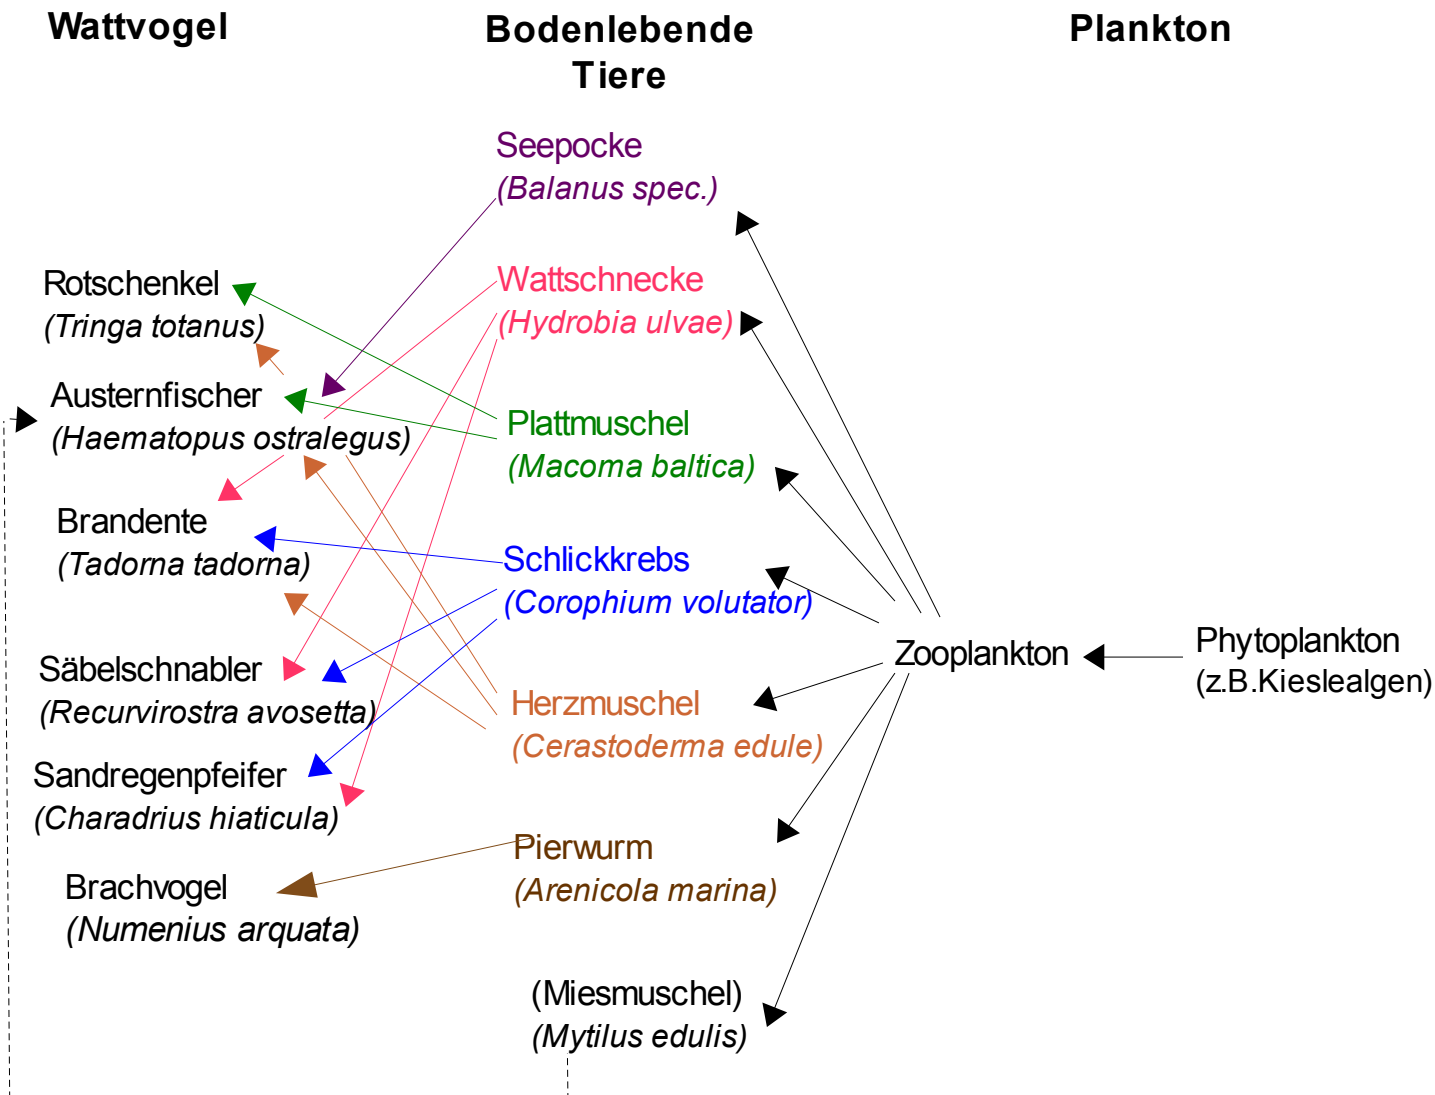 Wattvogel
Bodenlebende
Tiere
Plankton
Seepocke
(Balanus spec.)
Rotschenkel
(Tringa totanus)
Wattschnecke
(Hydrobia ulvae)
Austernfischer
(Haematopus ostralegus)
Plattmuschel
(Macoma baltica)
Brandente
(Tadorna tadorna)
Schlickkrebs
(Corophium volutator)
Säbelschnabler
(Recurvirostra avosetta)
Herzmuschel
(Cerastoderma edule)
Zooplankton
Phytoplankton
(z.B.Kieslealgen)
Sandregenpfeifer
(Charadrius hiaticula)
Pierwurm
(Arenicola marina)
Brachvogel
(Numenius arquata)
(Miesmuschel)
(Mytilus edulis)